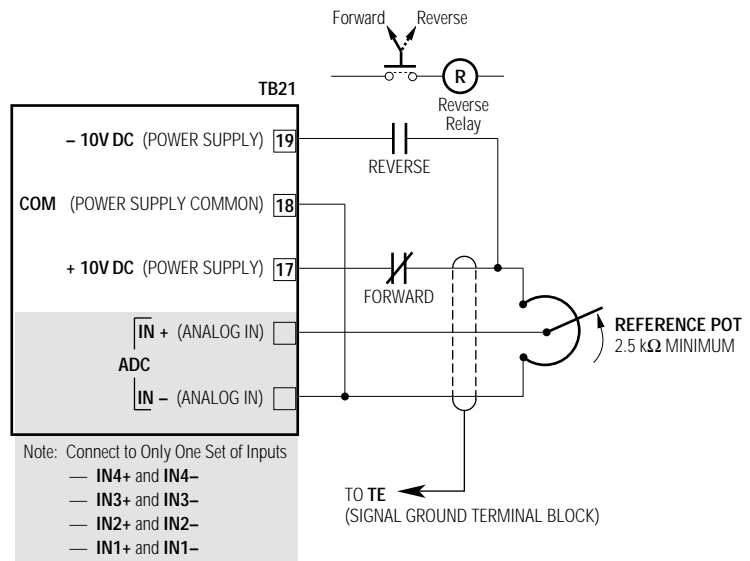 Forward Reverse
R
Reverse
Relay
TB21
– 10V DC (POWER SUPPLY) 19
REVERSE
COM (POWER SUPPLY COMMON) 18
+ 10V DC (POWER SUPPLY) 17
FORWARD
IN + (ANALOG IN)
ADC
IN – (ANALOG IN)
REFERENCE POT
2.5 kΩ MINIMUM
Note: Connect to Only One Set of Inputs
— IN4+ and IN4–
— IN3+ and IN3–
— IN2+ and IN2–
— IN1+ and IN1–
TO TE
(SIGNAL GROUND TERMINAL BLOCK)